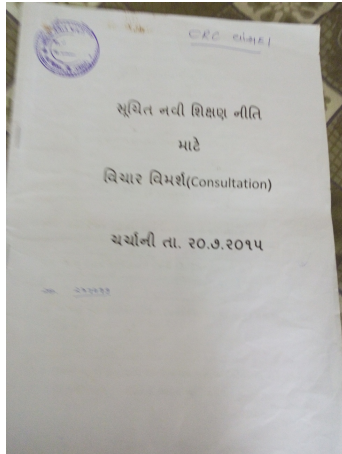 CRC
સૂચિત નવી શિક્ષણ નીતિ
માટે
વિચાર વિમર્શ(Consultation)
ચર્ચાની તા. ૨૦.૭.૨૦૧૫